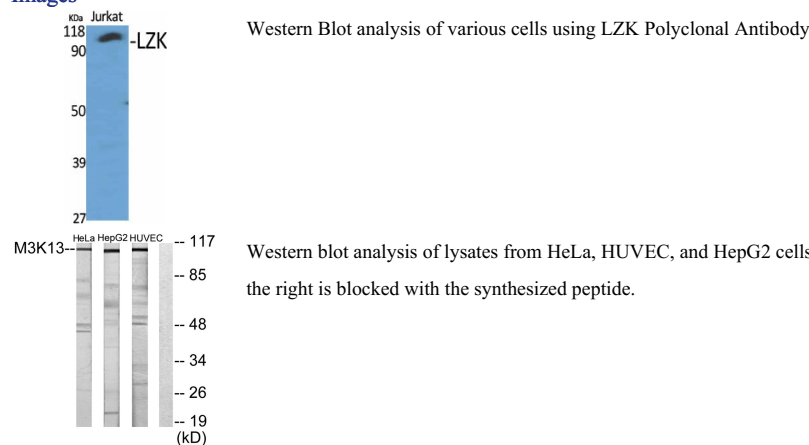 Images
KDa Jurkat
118
90
-LZK
50
39
27
Western Blot analysis of various cells using LZK Polyclonal Antibody
HeLa HepG2 HUVEC
M3K13--
-- 117
-- 85
-- 48
-- 34
-- 26
-- 19
(kD)
Western blot analysis of lysates from HeLa, HUVEC, and HepG2 cells
the right is blocked with the synthesized peptide.